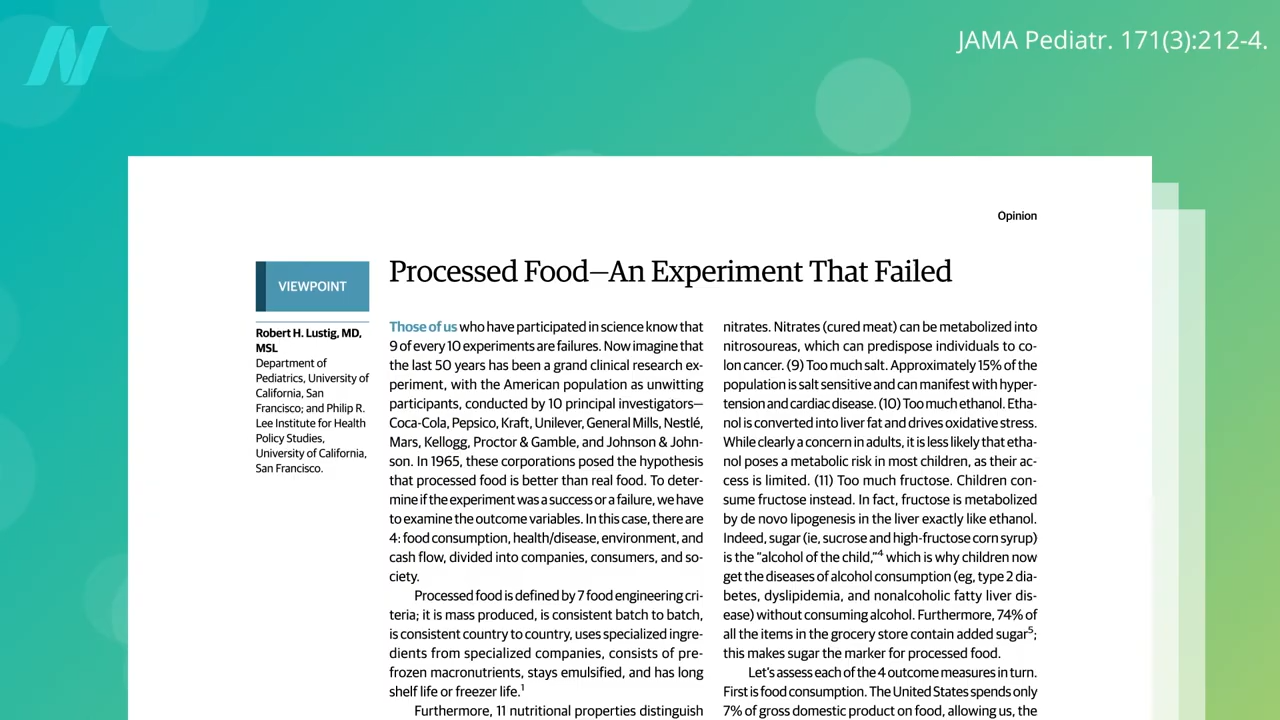 JAMA Pediatr. 171(3):212-4.
Opinion
VIEWPOINT
Processed Food—An Experiment That Failed
Robert H. Lustig, MD,
MSL
Department of
Pediatrics, University of
California, San
Francisco; and Philip R.
Lee Institute for Health
Policy Studies,
University of California,
San Francisco.
Those of us who have participated in science know that
9 of every 10 experiments are failures. Now imagine that
the last 50 years has been a grand clinical research ex-
periment, with the American population as unwitting
participants, conducted by 10 principal investigators—
Coca-Cola, Pepsico, Kraft, Unilever, General Mills, Nestlé,
Mars, Kellogg, Proctor & Gamble, and Johnson & John-
son. In 1965, these corporations posed the hypothesis
that processed food is better than real food. To deter-
mine if the experiment was a success or a failure, we have
to examine the outcome variables. In this case, there are
4: food consumption, health/disease, environment, and
cash flow, divided into companies, consumers, and so-
ciety.
Processed food is defined by 7 food engineering cri-
teria; it is mass produced, is consistent batch to batch,
is consistent country to country, uses specialized ingre-
dients from specialized companies, consists of pre-
frozen macronutrients, stays emulsified, and has long
shelf life or freezer life.1
Furthermore, 11 nutritional properties distinguish
nitrates. Nitrates (cured meat) can be metabolized into
nitrosoureas, which can predispose individuals to co-
lon cancer. (9) Too much salt. Approximately 15% of the
population is salt sensitive and can manifest with hyper-
tension and cardiac disease. (10) Too much ethanol. Etha-
nol is converted into liver fat and drives oxidative stress.
While clearly a concern in adults, it is less likely that etha-
nol poses a metabolic risk in most children, as their ac-
cess is limited. (11) Too much fructose. Children con-
sume fructose instead. In fact, fructose is metabolized
by de novo lipogenesis in the liver exactly like ethanol.
Indeed, sugar (ie, sucrose and high-fructose corn syrup)
is the "alcohol of the child,"4 which is why children now
get the diseases of alcohol consumption (eg, type 2 dia-
betes, dyslipidemia, and nonalcoholic fatty liver dis-
ease) without consuming alcohol. Furthermore, 74% of
all the items in the grocery store contain added sugar5;
this makes sugar the marker for processed food.
Let's assess each of the 4 outcome measures in turn.
First is food consumption. The United States spends only
7% of gross domestic product on food, allowing us, the